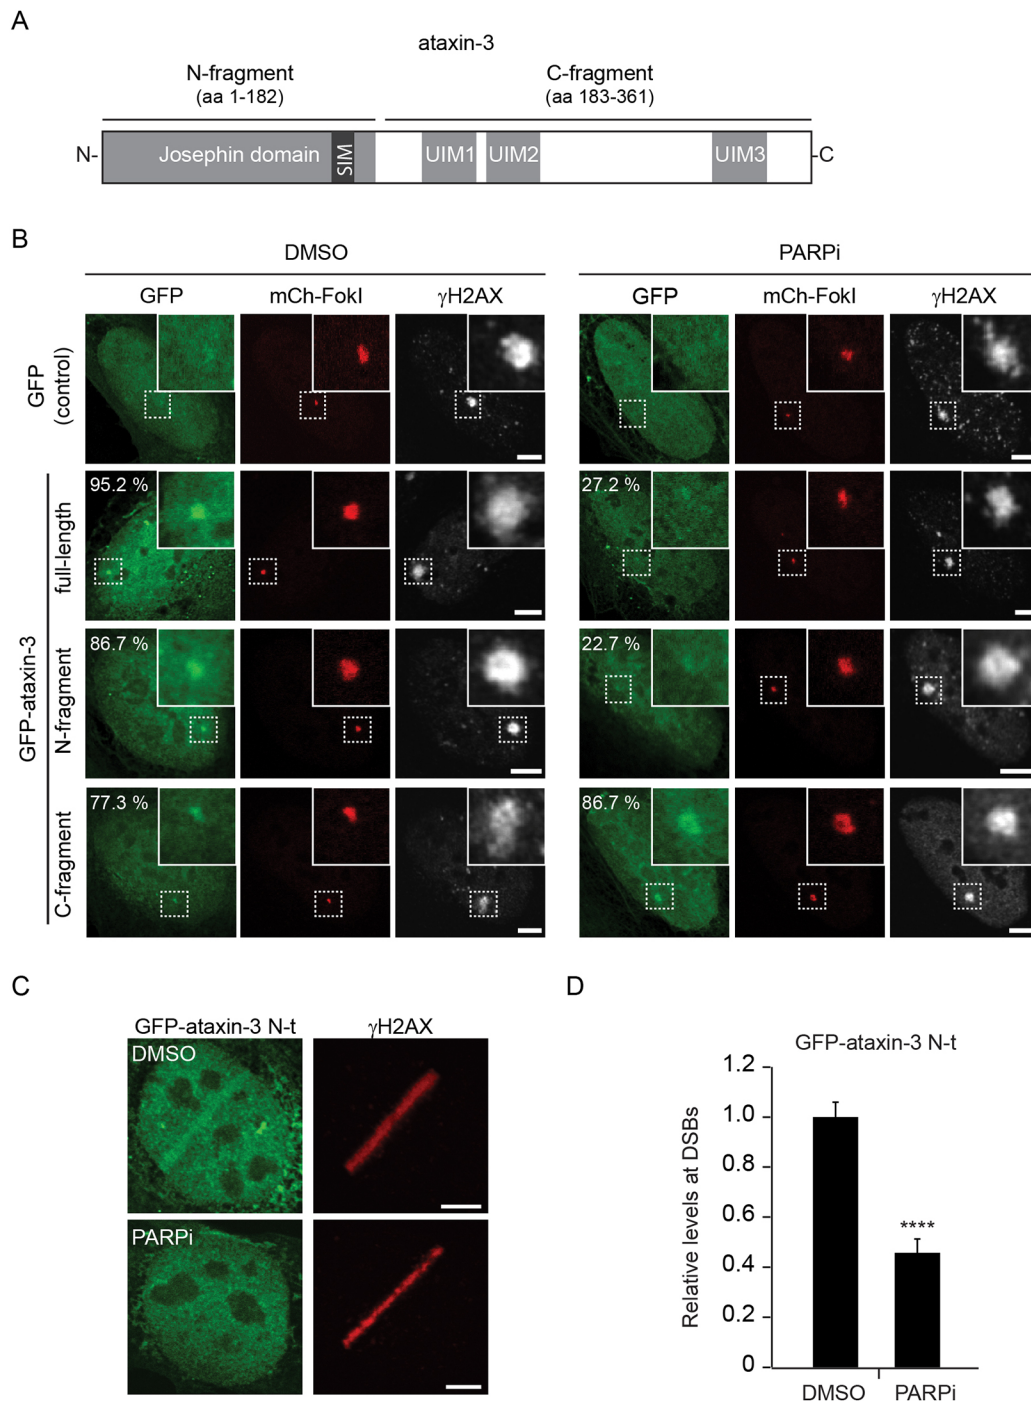 A
ataxin-3
N-fragment
(aa 1-182)
C-fragment
(aa 183-361)
N-
Josephin domain
SIM
UIM1
UIM2
UIM3
-C
B
DMSO
PARPi
GFP
mCh-FokI
γH2AX
GFP
mCh-FokI
γH2AX
GFP
(control)
GFP-ataxin-3
full-length
95.2 %
27.2 %
N-fragment
86.7 %
22.7 %
C-fragment
77.3 %
86.7 %
C
GFP-ataxin-3 N-t
γH2AX
DMSO
PARPi
D
GFP-ataxin-3 N-t
Relative levels at DSBs
1.2
1.0
0.8
0.6
0.4
0.2
0
****
DMSO
PARPi